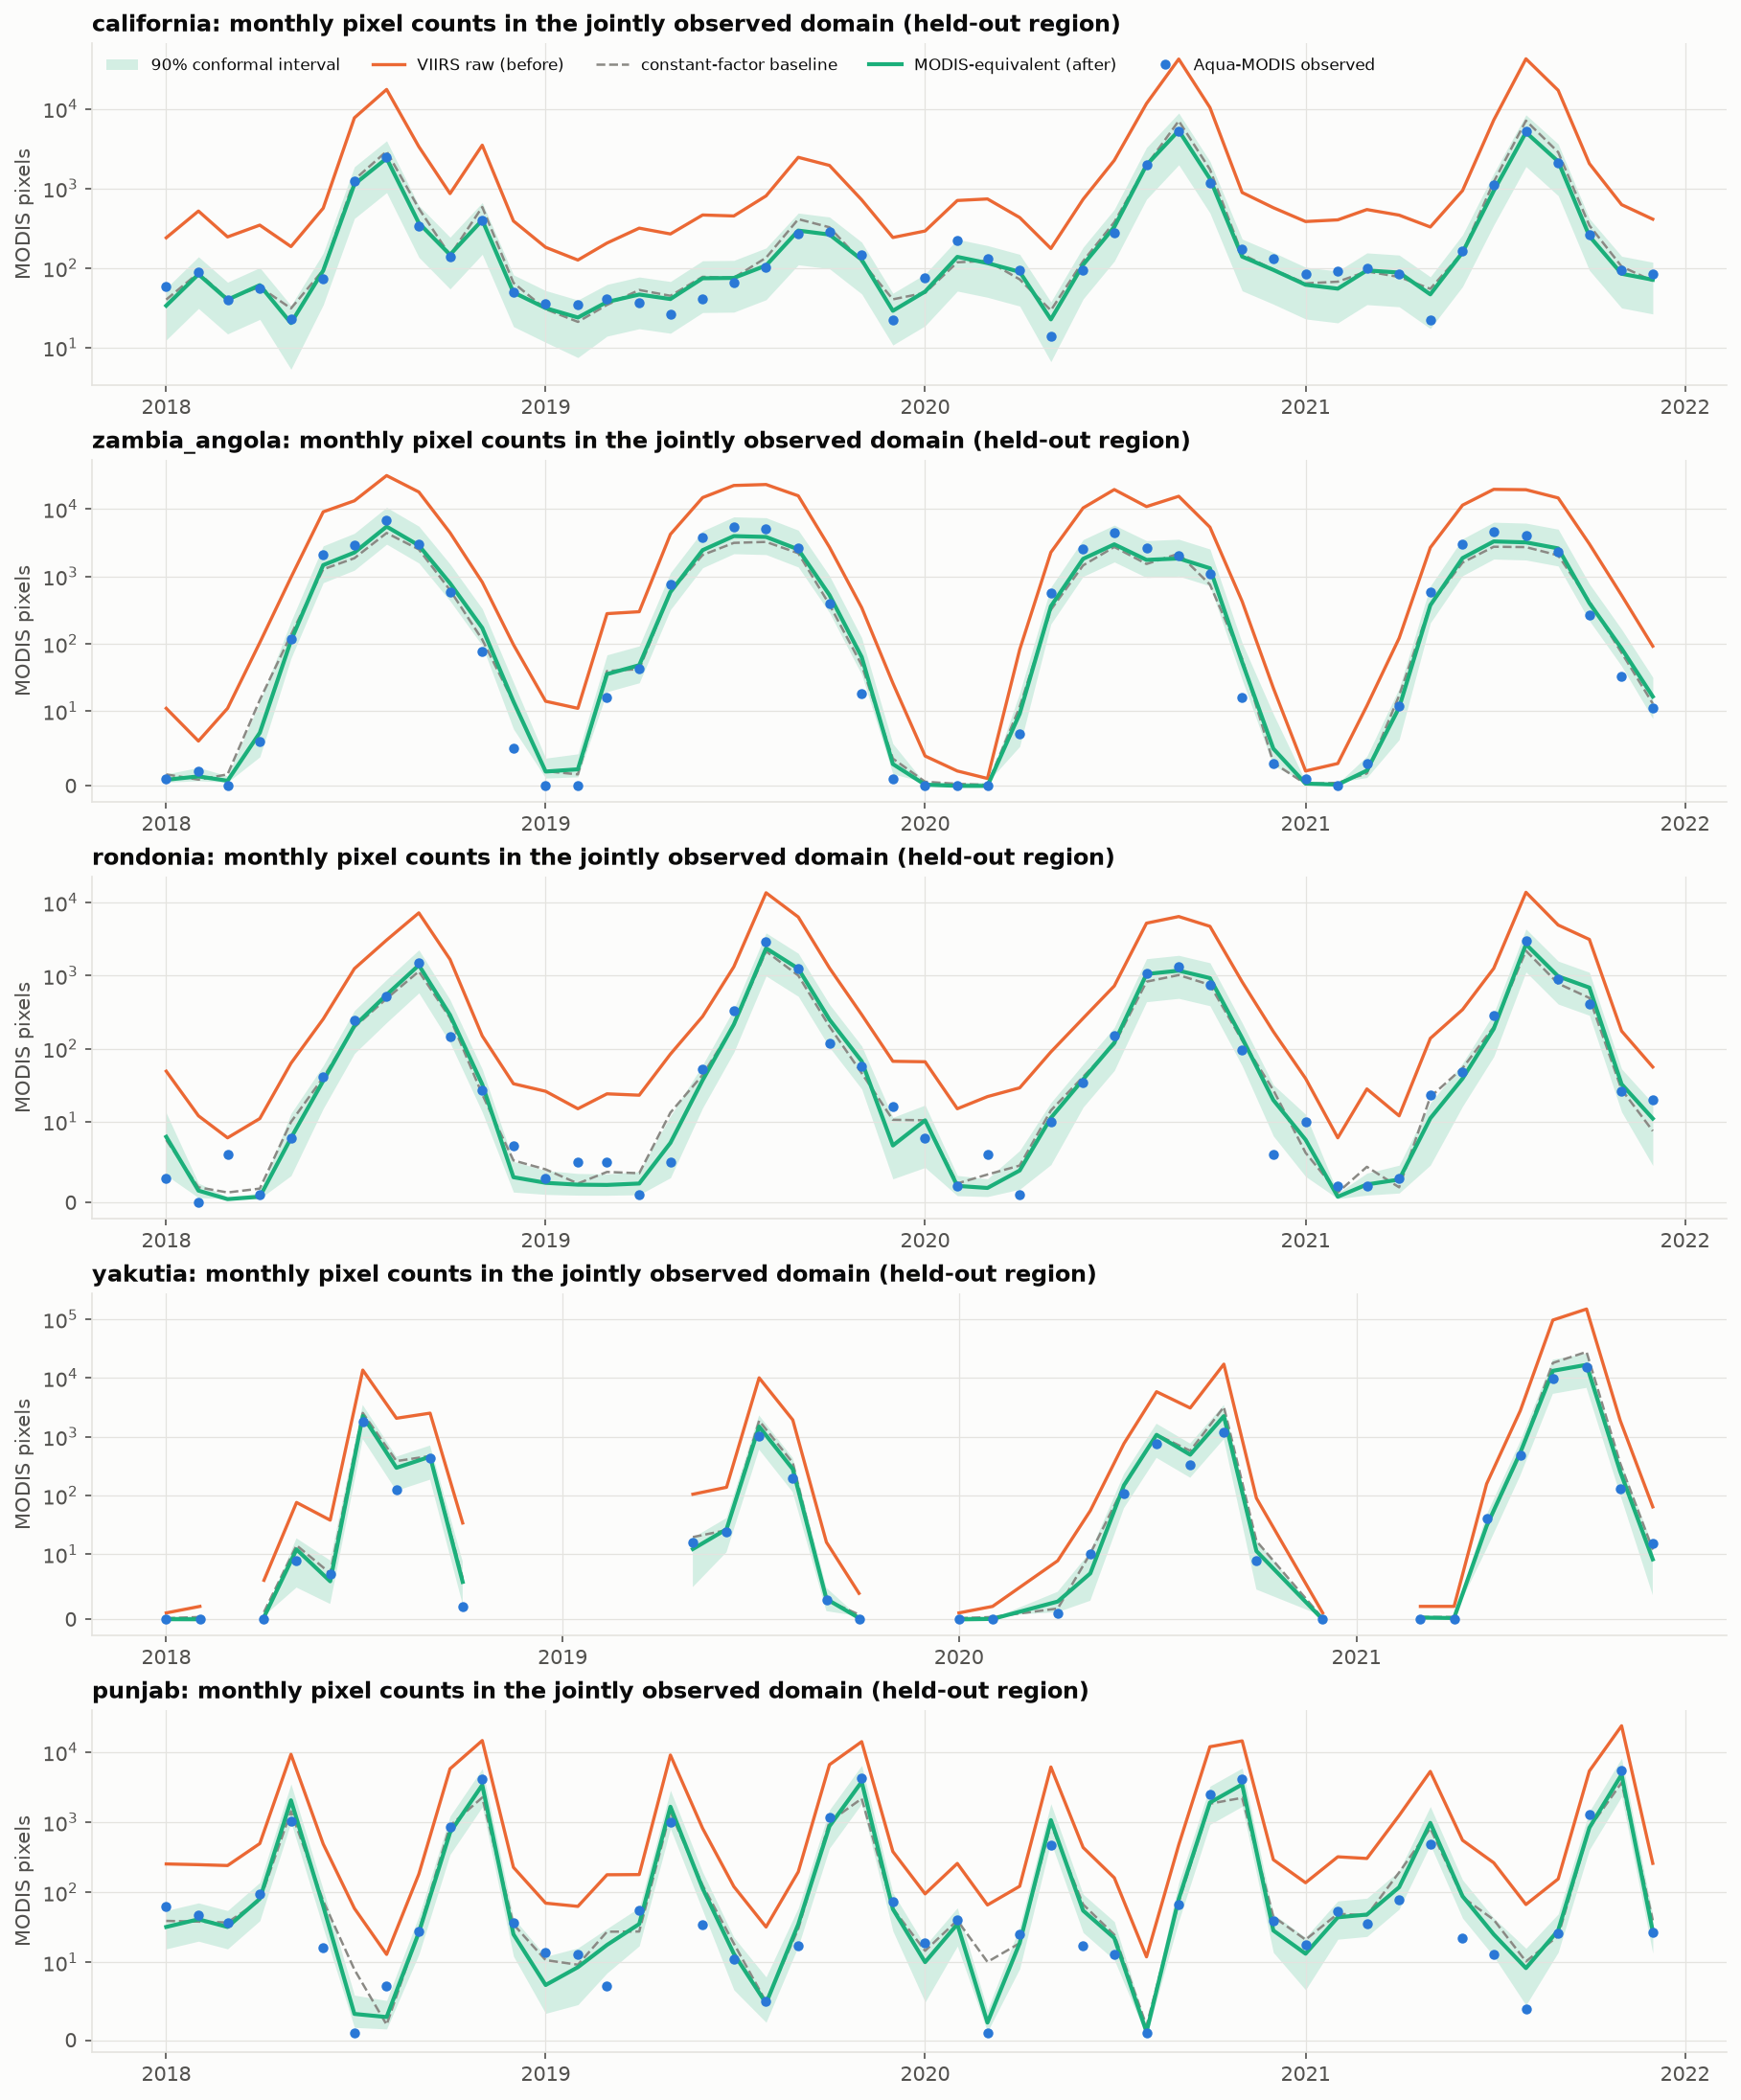 california: monthly pixel counts in the jointly observed domain (held-out region)
90% conformal interval VIIRS raw (before) constant-factor baseline MODIS-equivalent (after) Aqua-MODIS observed
MODIS pixels
10⁴
10³
10²
10¹
2018 2019 2020 2021 2022
zambia_angola: monthly pixel counts in the jointly observed domain (held-out region)
MODIS pixels
10⁴
10³
10²
10¹
0
2018 2019 2020 2021 2022
rondonia: monthly pixel counts in the jointly observed domain (held-out region)
MODIS pixels
10⁴
10³
10²
10¹
0
2018 2019 2020 2021 2022
yakutia: monthly pixel counts in the jointly observed domain (held-out region)
MODIS pixels
10⁵
10⁴
10³
10²
10¹
0
2018 2019 2020 2021
punjab: monthly pixel counts in the jointly observed domain (held-out region)
MODIS pixels
10⁴
10³
10²
10¹
0
2018 2019 2020 2021 2022